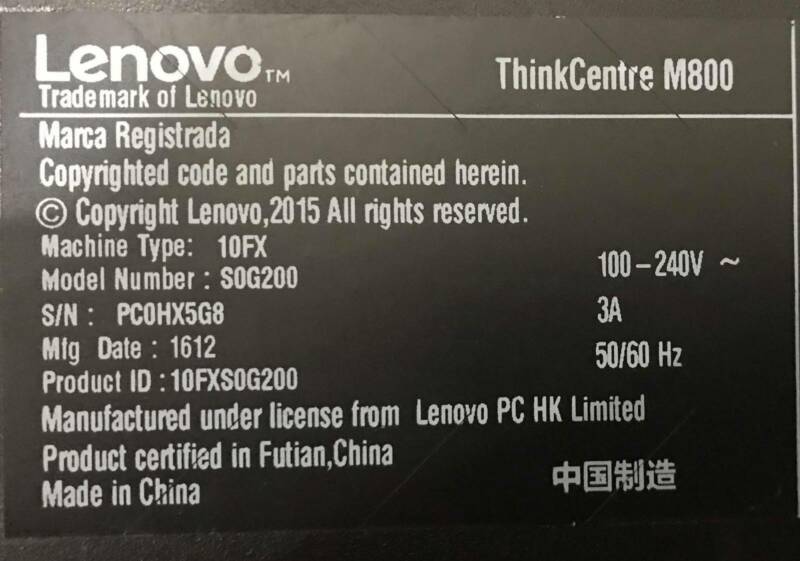 Lenovo™
ThinkCentre M800
Trademark of Lenovo
Marca Registrada
Copyrighted code and parts contained herein.
© Copyright Lenovo,2015 All rights reserved.
Machine Type: 10FX
100-240V ~
Model Number : S0G200
S/N : PC0HX5G8
3A
Mfg Date : 1612
50/60 Hz
Product ID :10FXS0G200
Manufactured under license from Lenovo PC HK Limited
Product certified in Futian,China
Made in China
中国制造